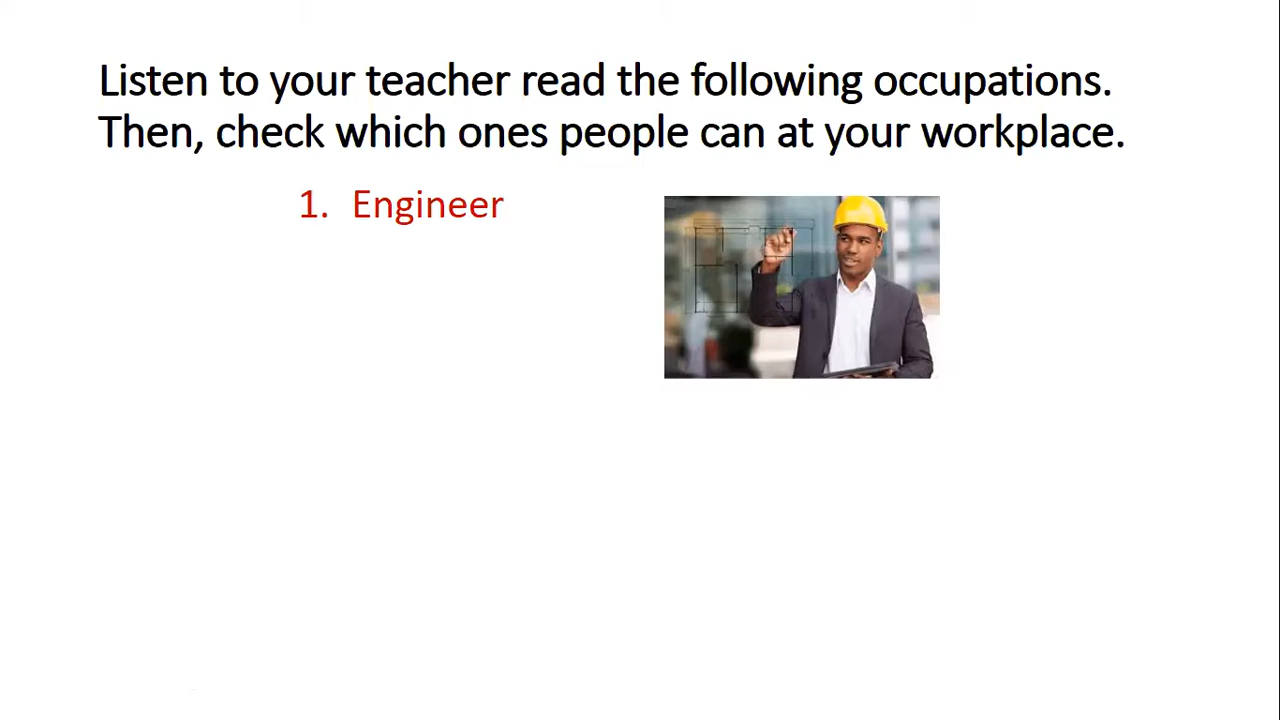 Listen to your teacher read the following occupations.
Then, check which ones people can at your workplace.
1. Engineer